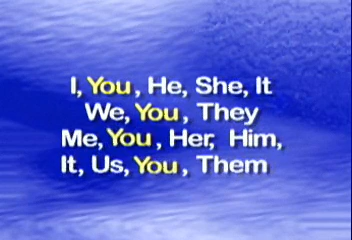 I, You, He, She, It
We, You, They
Me, You, Her, Him,
It, Us, You, Them